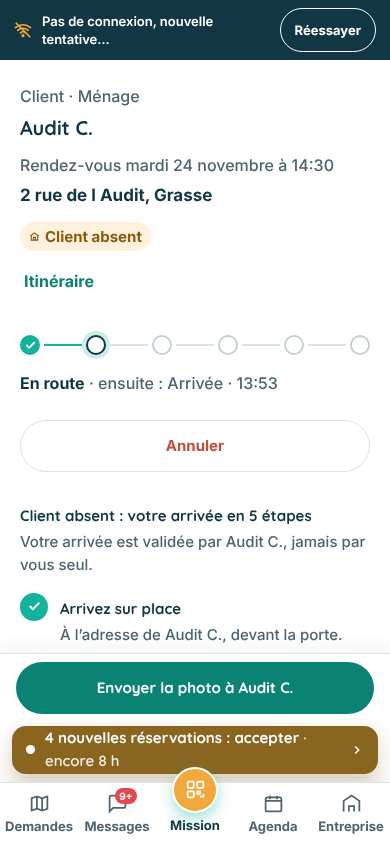 Pas de connexion, nouvelle
tentative...
Réessayer
Client · Ménage
Audit C.
Rendez-vous mardi 24 novembre à 14:30
2 rue de l Audit, Grasse
Client absent
Itinéraire
En route · ensuite : Arrivée · 13:53
Annuler
Client absent : votre arrivée en 5 étapes
Votre arrivée est validée par Audit C., jamais par
vous seul.
Arrivez sur place
À l’adresse de Audit C., devant la porte.
Envoyer la photo à Audit C.
4 nouvelles réservations : accepter ·
encore 8 h
9+
Demandes
Messages
Mission
Agenda
Entreprise